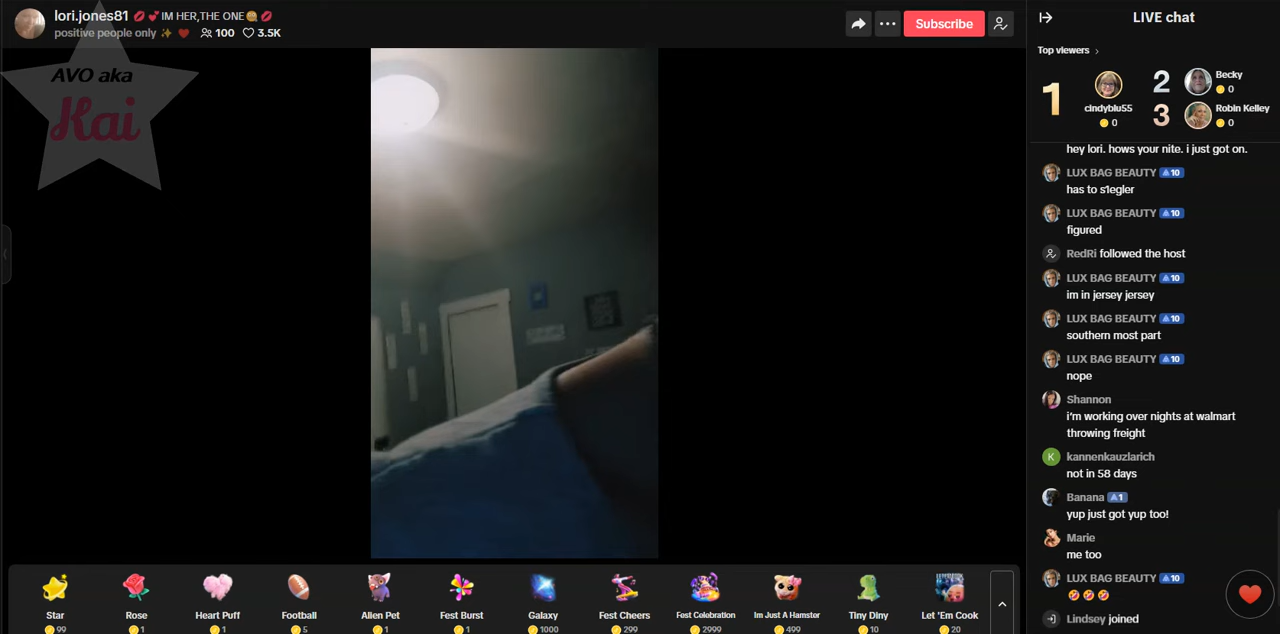 lori.jones81 💋💕IM HER,THE ONE😋💋
positive people only ✨ ❤️ 100 3.5K
Subscribe
AVO aka
Kai
LIVE chat
Top viewers >
1
cindyblu55
0
2
Becky
0
3
Robin Kelley
0
hey lori. hows your nite. i just got on.
LUX BAG BEAUTY 10
has to s1egler
LUX BAG BEAUTY 10
figured
RedRi followed the host
LUX BAG BEAUTY 10
im in jersey jersey
LUX BAG BEAUTY 10
southern most part
LUX BAG BEAUTY 10
nope
Shannon
i'm working over nights at walmart
throwing freight
K kannenkauzlarich
not in 58 days
Banana 1
yup just got yup too!
Marie
me too
LUX BAG BEAUTY 10
🤣🤣🤣
Lindsey joined
Star Rose Heart Puff Football Alien Pet Fest Burst Galaxy Fest Cheers Fest Celebration Im Just A Hamstor Tiny Diny Let 'Em Cook
99 1 1 5 1 1 1000 299 2999 499 10 20